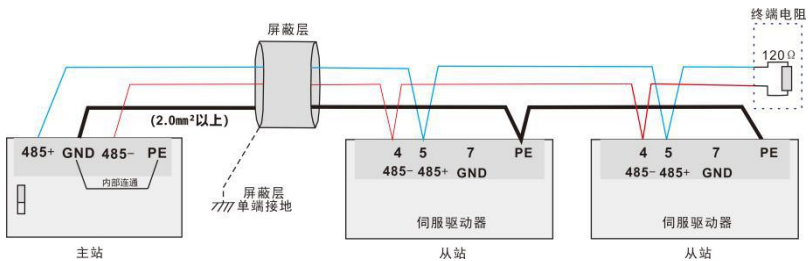 终端电阻
屏蔽层
120Ω
(2.0mm²以上)
485+ GND 485- PE
内部连通
屏蔽层
单端接地
主站
4 5 7 PE
485- 485+ GND
伺服驱动器
从站
4 5 7 PE
485- 485+ GND
伺服驱动器
从站